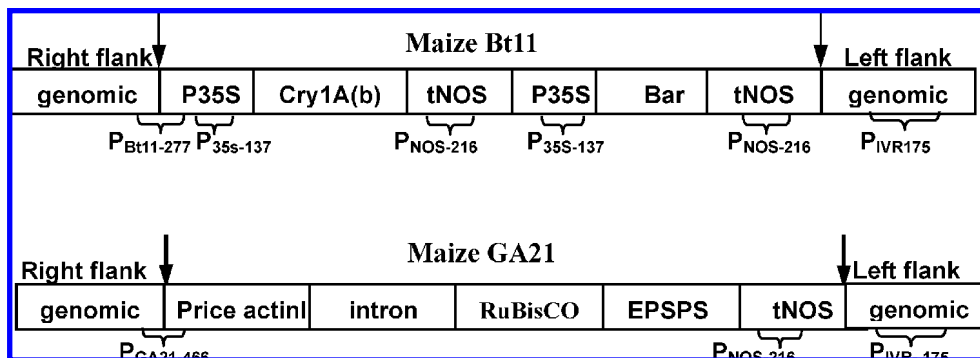 Maize Bt11
Right flank Left flank
genomic P35S Cry1A(b) tNOS P35S Bar tNOS genomic
PBt11-277 P35s-137 PNOS-216 P35S-137 PNOS-216 PIVR175
Maize GA21
Right flank Left flank
genomic Price actinI intron RuBisCO EPSPS tNOS genomic
PGA21-466 PNOS-216 PIVR-175